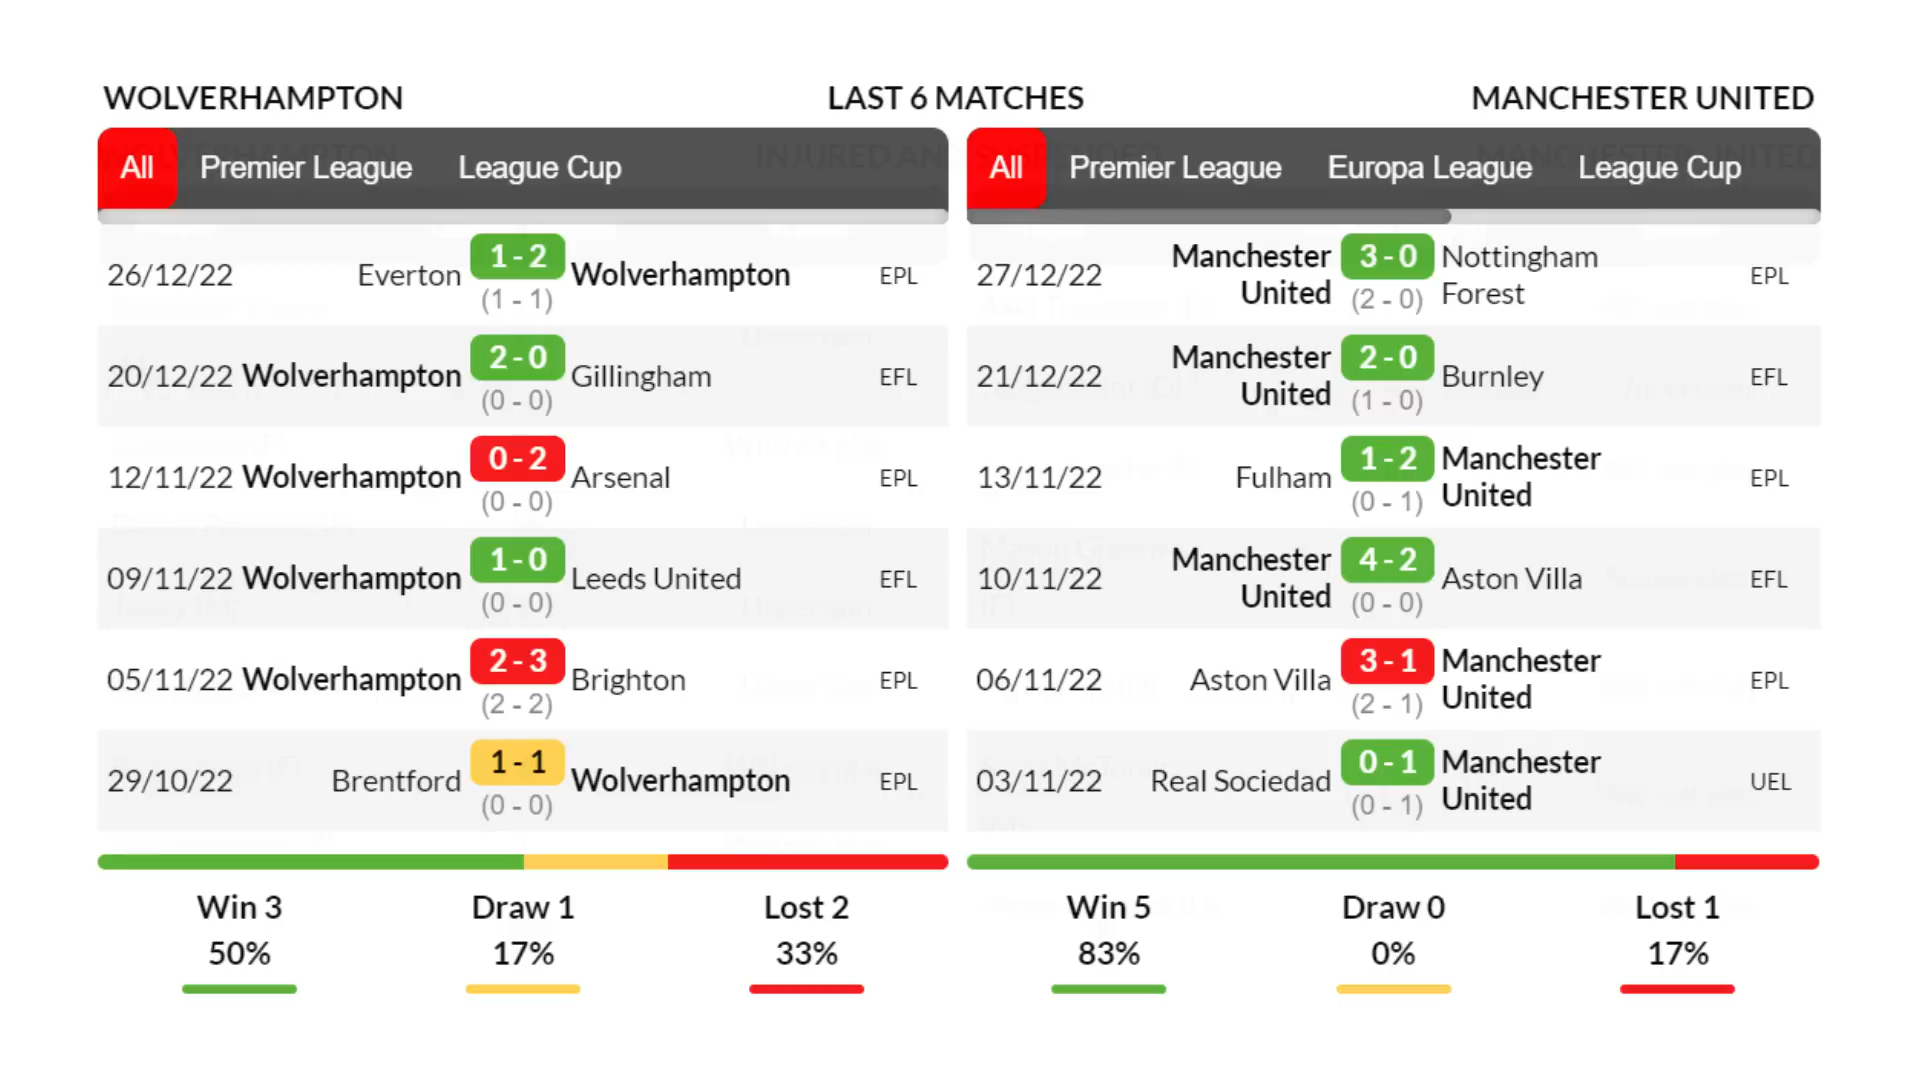 WOLVERHAMPTON LAST 6 MATCHES MANCHESTER UNITED
All Premier League League Cup
26/12/22 Everton 1 - 2 (1 - 1) Wolverhampton EPL
20/12/22 Wolverhampton 2 - 0 (0 - 0) Gillingham EFL
12/11/22 Wolverhampton 0 - 2 (0 - 0) Arsenal EPL
09/11/22 Wolverhampton 1 - 0 (0 - 0) Leeds United EFL
05/11/22 Wolverhampton 2 - 3 (2 - 2) Brighton EPL
29/10/22 Brentford 1 - 1 (0 - 0) Wolverhampton EPL
Win 3 Draw 1 Lost 2
50% 17% 33%
All Premier League Europa League League Cup
27/12/22 Manchester United 3 - 0 (2 - 0) Nottingham Forest EPL
21/12/22 Manchester United 2 - 0 (1 - 0) Burnley EFL
13/11/22 Fulham 1 - 2 (0 - 1) Manchester United EPL
10/11/22 Manchester United 4 - 2 (0 - 0) Aston Villa EFL
06/11/22 Aston Villa 3 - 1 (2 - 1) Manchester United EPL
03/11/22 Real Sociedad 0 - 1 (0 - 1) Manchester United UEL
Win 5 Draw 0 Lost 1
83% 0% 17%